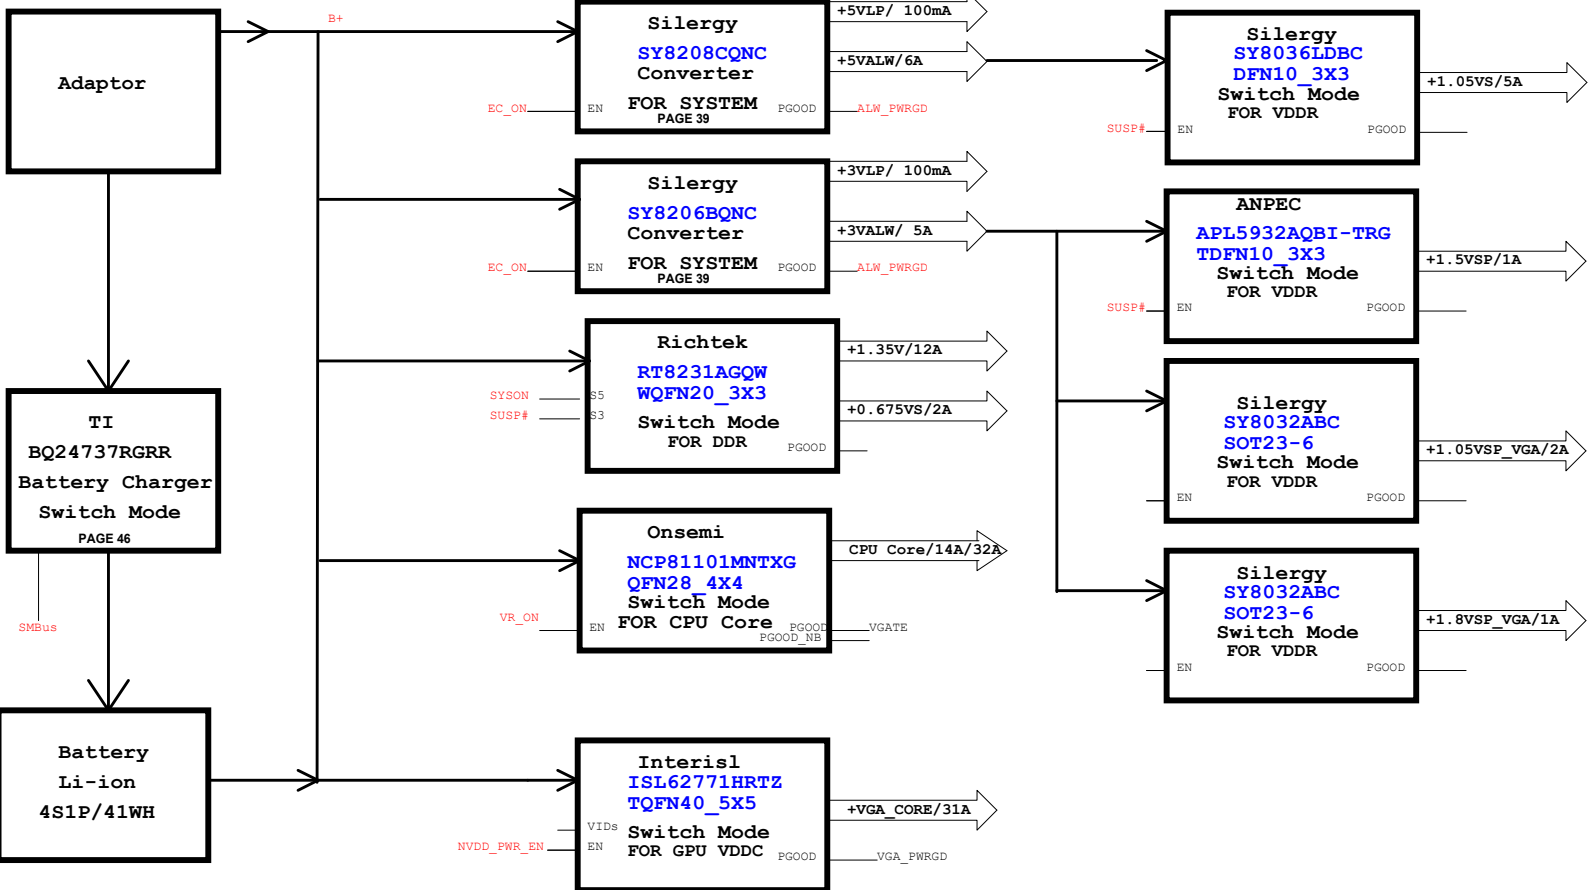 Adaptor
B+
TI
BQ24737RGRR
Battery Charger
Switch Mode
PAGE 46
SMBus
Battery
Li-ion
4S1P/41WH
Silergy
SY8208CQNC
Converter
FOR SYSTEM
PAGE 39
EC_ON
EN
PGOOD
ALW_PWRGD
+5VLP/ 100mA
+5VALW/6A
Silergy
SY8206BQNC
Converter
FOR SYSTEM
PAGE 39
EC_ON
EN
PGOOD
ALW_PWRGD
+3VLP/ 100mA
+3VALW/ 5A
Richtek
RT8231AGQW
WQFN20_3X3
Switch Mode
FOR DDR
SYSON
S5
SUSP#
S3
PGOOD
+1.35V/12A
+0.675VS/2A
Onsemi
NCP81101MNTXG
QFN28_4X4
Switch Mode
FOR CPU Core
VR_ON
EN
PGOOD
PGOOD_NB
VGATE
CPU Core/14A/32A
Interisl
ISL62771HRTZ
TQFN40_5X5
Switch Mode
FOR GPU VDDC
VIDs
NVDD_PWR_EN
EN
PGOOD
VGA_PWRGD
+VGA_CORE/31A
Silergy
SY8036LDBC
DFN10_3X3
Switch Mode
FOR VDDR
SUSP#
EN
PGOOD
+1.05VS/5A
ANPEC
APL5932AQBI-TRG
TDFN10_3X3
Switch Mode
FOR VDDR
SUSP#
EN
PGOOD
+1.5VSP/1A
Silergy
SY8032ABC
SOT23-6
Switch Mode
FOR VDDR
EN
PGOOD
+1.05VSP_VGA/2A
Silergy
SY8032ABC
SOT23-6
Switch Mode
FOR VDDR
EN
PGOOD
+1.8VSP_VGA/1A